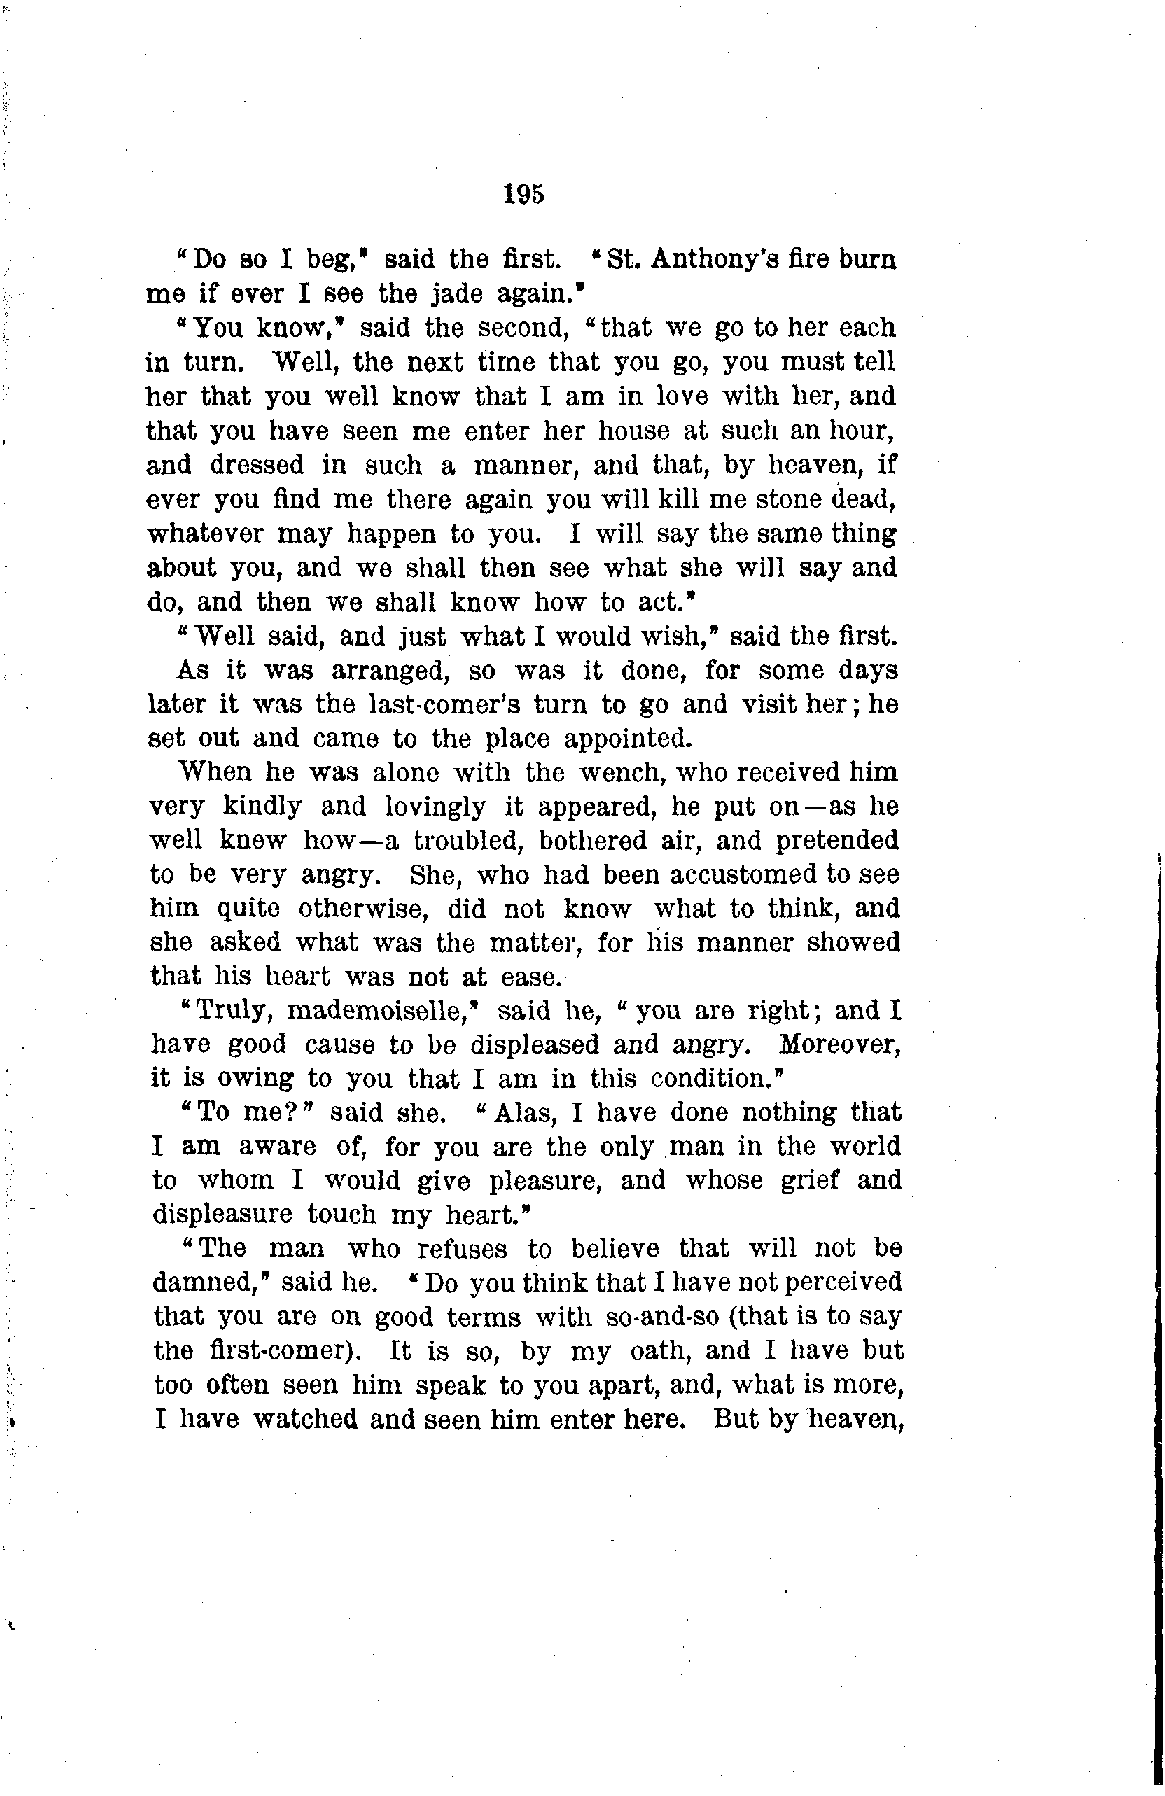 195
"Do so I beg," said the first. "St. Anthony's fire burn
me if ever I see the jade again."
"You know," said the second, "that we go to her each
in turn. Well, the next time that you go, you must tell
her that you well know that I am in love with her, and
that you have seen me enter her house at such an hour,
and dressed in such a manner, and that, by heaven, if
ever you find me there again you will kill me stone dead,
whatever may happen to you. I will say the same thing
about you, and we shall then see what she will say and
do, and then we shall know how to act."
"Well said, and just what I would wish," said the first.
As it was arranged, so was it done, for some days
later it was the last-comer's turn to go and visit her; he
set out and came to the place appointed.
When he was alone with the wench, who received him
very kindly and lovingly it appeared, he put on—as he
well knew how—a troubled, bothered air, and pretended
to be very angry. She, who had been accustomed to see
him quite otherwise, did not know what to think, and
she asked what was the matter, for his manner showed
that his heart was not at ease.
"Truly, mademoiselle," said he, "you are right; and I
have good cause to be displeased and angry. Moreover,
it is owing to you that I am in this condition."
"To me?" said she. "Alas, I have done nothing that
I am aware of, for you are the only man in the world
to whom I would give pleasure, and whose grief and
displeasure touch my heart."
"The man who refuses to believe that will not be
damned," said he. "Do you think that I have not perceived
that you are on good terms with so-and-so (that is to say
the first-comer). It is so, by my oath, and I have but
too often seen him speak to you apart, and, what is more,
I have watched and seen him enter here. But by heaven,